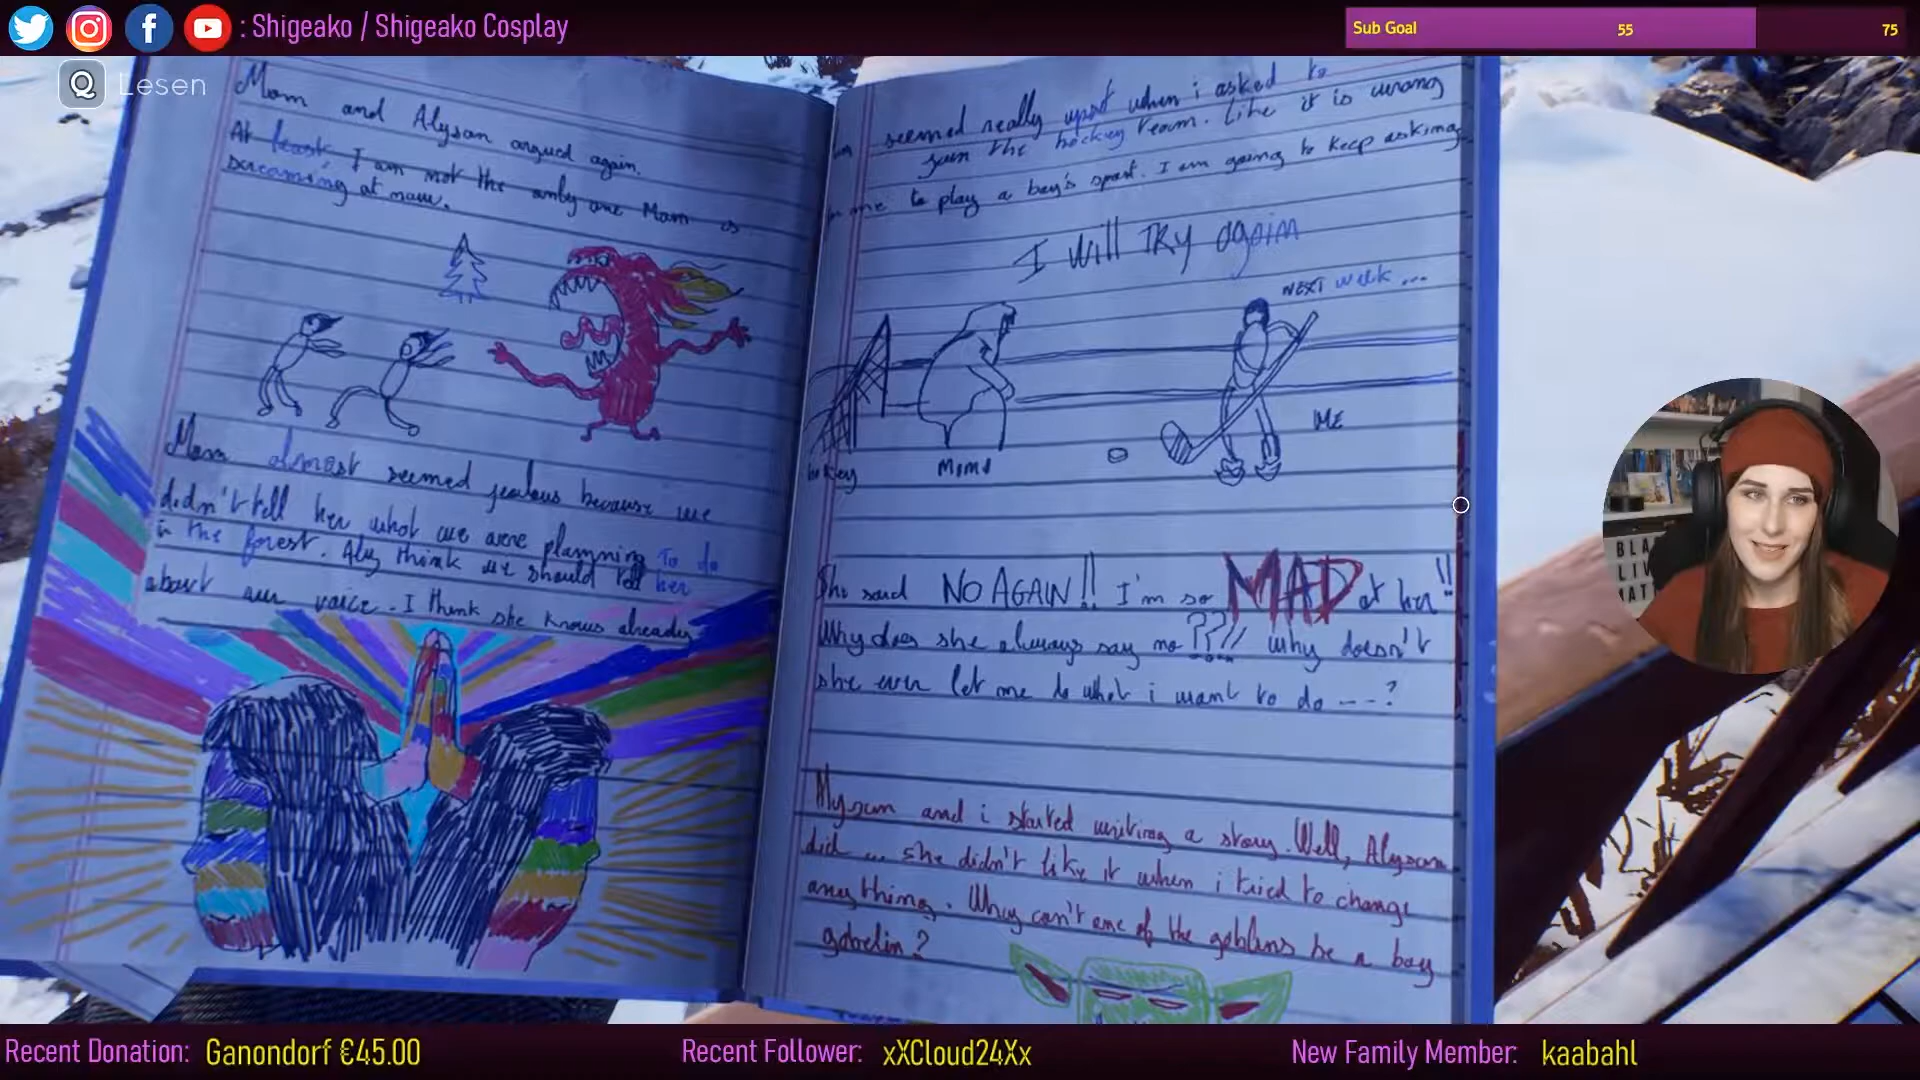 : Shigeako / Shigeako Cosplay
Sub Goal 55 75
Q Lesen
Mom and Alyson argued again.
At least I am not the only one Mom is
screaming at now.
Mom almost seemed jealous because we
didn't tell her what we were planning to do
in the forest. Aly think we should tell her
about our voice. I think she knows already
seemed really upset when i asked to
join the hockey team. Like it is wrong
me to play a boy's sport. I am going to keep asking.
I will TRY again
NEXT week ...
ME
hockey
MOMS
She said NO AGAIN!! I'm so MAD at her!!
Why does she always say no ??!! why doesn't
she ever let me do what i want to do ---?
Alyson and i started writing a story. Well, Alyson
did ... she didn't like it when i tried to change
anything. Why can't one of the goblins be a boy
gobelin?
BLA
LIV
MATT
Recent Donation: Ganondorf €45.00
Recent Follower: xXCloud24Xx
New Family Member: kaabahl